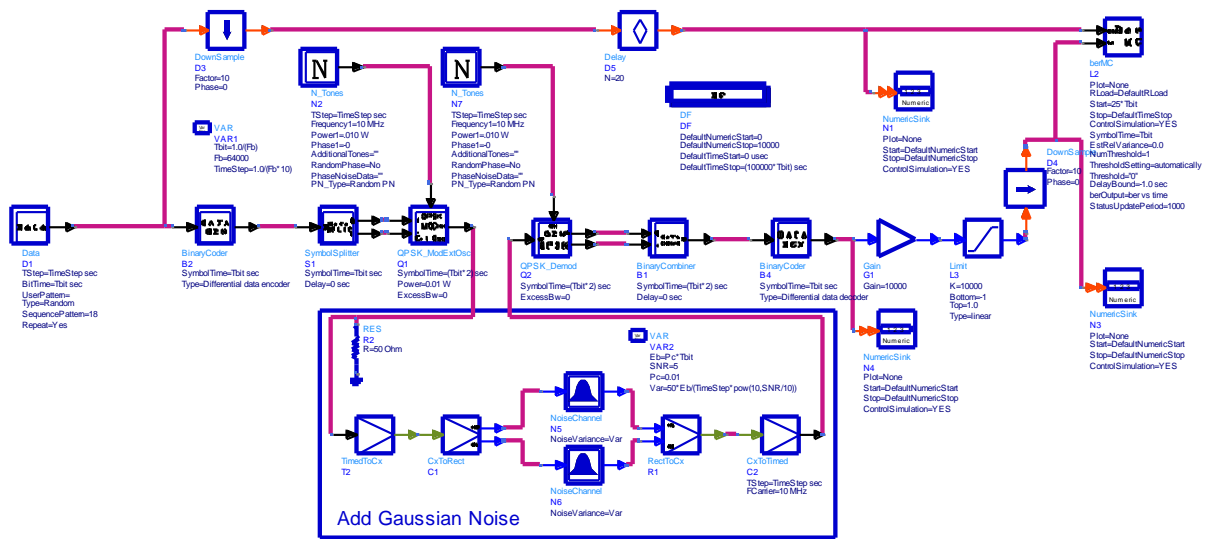 DownSample
D3
Factor=10
Phase=0
Delay
D5
N=20
berMC
L2
Plot=None
RLoad=DefaultRLoad
Start=25*Tbit
Stop=DefaultTimeStop
ControlSimulation=YES
SymbolTime=Tbit
EstRelVariance=0.0
NumThreshold=1
ThresholdSetting=automatically
Threshold="0"
DelayBound=-1.0 sec
berOutput=ber vs time
StatusUpdatePeriod=1000
N
N_Tones
N2
TStep=TimeStep sec
Frequency1=10 MHz
Power1=.010 W
Phase1=-0
AdditionalTones=""
RandomPhase=No
PhaseNoiseData=""
PN_Type=Random PN
N
N_Tones
N7
TStep=TimeStep sec
Frequency1=10 MHz
Power1=.010 W
Phase1=-0
AdditionalTones=""
RandomPhase=No
PhaseNoiseData=""
PN_Type=Random PN
DF
DF
DefaultNumericStart=0
DefaultNumericStop=10000
DefaultTimeStart=0 usec
DefaultTimeStop=(100000*Tbit) sec
Numeric
NumericSink
N1
Plot=None
Start=DefaultNumericStart
Stop=DefaultNumericStop
ControlSimulation=YES
VAR
VAR1
Tbit=1.0/(Fb)
Fb=64000
TimeStep=1.0/(Fb*10)
DownSample
D4
Factor=10
Phase=0
Data
D1
TStep=TimeStep sec
BitTime=Tbit sec
UserPattern=
Type=Random
SequencePattern=18
Repeat=Yes
BinaryCoder
B2
SymbolTime=Tbit sec
Type=Differential data encoder
SymbolSplitter
S1
SymbolTime=Tbit sec
Delay=0 sec
QPSK_ModExtOsc
Q1
SymbolTime=(Tbit*2) sec
Power=0.01 W
ExcessBw=0
QPSK_Demod
Q2
SymbolTime=(Tbit*2) sec
ExcessBw=0
BinaryCombiner
B1
SymbolTime=(Tbit*2) sec
Delay=0 sec
BinaryCoder
B4
SymbolTime=Tbit sec
Type=Differential data decoder
Gain
G1
Gain=10000
Limit
L3
K=10000
Bottom=-1
Top=1.0
Type=linear
Numeric
NumericSink
N3
Plot=None
Start=DefaultNumericStart
Stop=DefaultNumericStop
ControlSimulation=YES
Numeric
NumericSink
N4
Plot=None
Start=DefaultNumericStart
Stop=DefaultNumericStop
ControlSimulation=YES
RES
R2
R=50 Ohm
VAR
VAR2
Eb=Pc*Tbit
SNR=5
Pc=0.01
Var=50*Eb/(TimeStep*pow(10,SNR/10))
TimedToCx
T2
CxToRect
C1
NoiseChannel
N5
NoiseVariance=Var
NoiseChannel
N6
NoiseVariance=Var
RectToCx
R1
CxToTimed
C2
TStep=TimeStep sec
FCarrier=10 MHz
Add Gaussian Noise